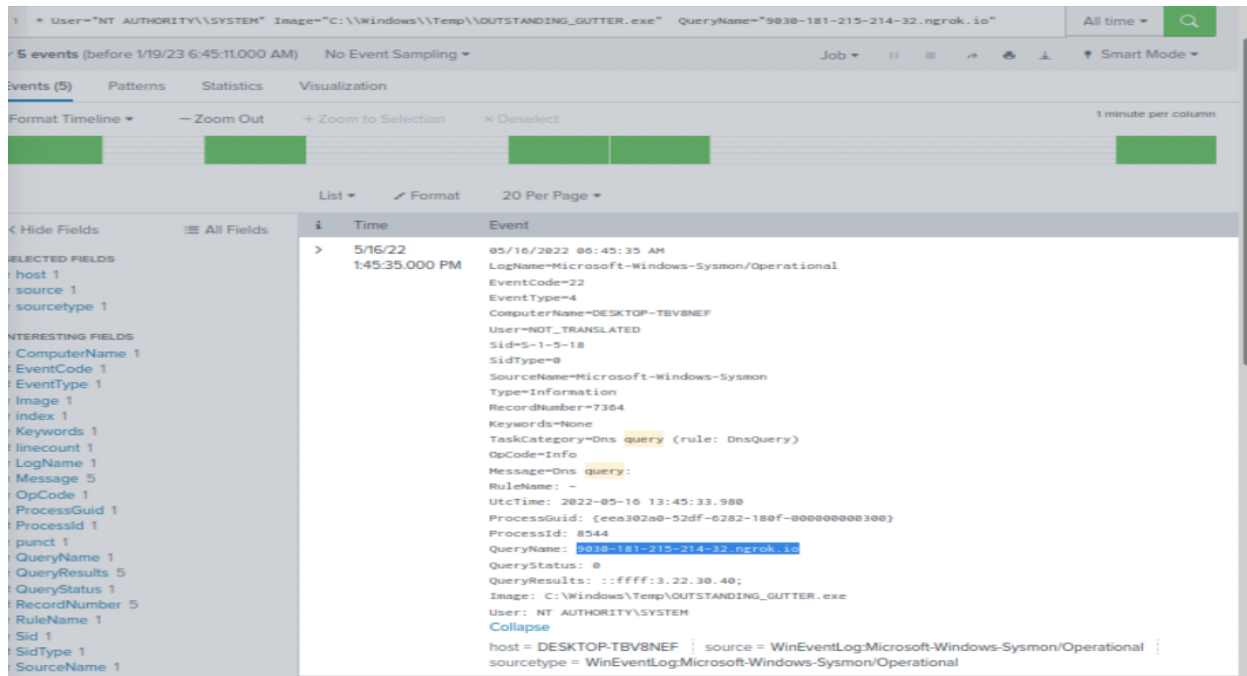 1 * User="NT AUTHORITY\\SYSTEM" Image="C:\\Windows\\Temp\\OUTSTANDING_GUTTER.exe" QueryName="9030-181-215-214-32.ngrok.io" All time
5 events (before 1/19/23 6:45:11.000 AM) No Event Sampling Job Smart Mode
Events (5) Patterns Statistics Visualization
Format Timeline — Zoom Out + Zoom to Selection × Deselect 1 minute per column
List Format 20 Per Page
< Hide Fields All Fields i Time Event
SELECTED FIELDS
host 1
source 1
sourcetype 1
INTERESTING FIELDS
ComputerName 1
EventCode 1
EventType 1
Image 1
index 1
Keywords 1
linecount 1
LogName 1
Message 5
OpCode 1
ProcessGuid 1
ProcessId 1
punct 1
QueryName 1
QueryResults 5
QueryStatus 1
RecordNumber 5
RuleName 1
Sid 1
SidType 1
SourceName 1
> 5/16/22
1:45:35.000 PM
05/16/2022 06:45:35 AM
LogName=Microsoft-Windows-Sysmon/Operational
EventCode=22
EventType=4
ComputerName=DESKTOP-TBV8NEF
User=NOT_TRANSLATED
Sid=S-1-5-18
SidType=0
SourceName=Microsoft-Windows-Sysmon
Type=Information
RecordNumber=7364
Keywords=None
TaskCategory=Dns query (rule: DnsQuery)
OpCode=Info
Message=Dns query:
RuleName: -
UtcTime: 2022-05-16 13:45:33.980
ProcessGuid: {eea302a0-52df-6282-180f-000000000300}
ProcessId: 8544
QueryName: 9030-181-215-214-32.ngrok.io
QueryStatus: 0
QueryResults: ::ffff:3.22.30.40;
Image: C:\Windows\Temp\OUTSTANDING_GUTTER.exe
User: NT AUTHORITY\SYSTEM
Collapse
host = DESKTOP-TBV8NEF source = WinEventLog:Microsoft-Windows-Sysmon/Operational
sourcetype = WinEventLog:Microsoft-Windows-Sysmon/Operational